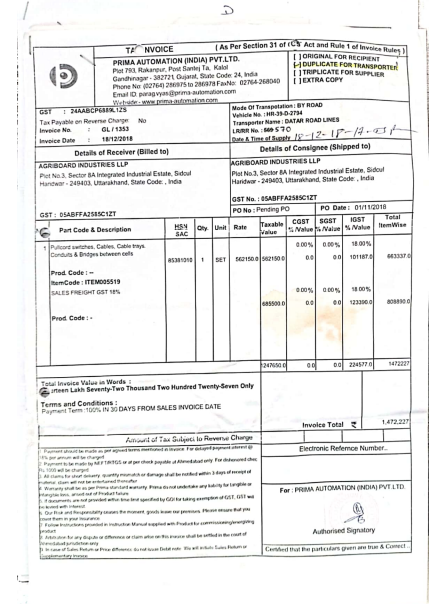 TA INVOICE
( As Per Section 31 of (CGST Act and Rule 1 of Invoice Rules )
PRIMA AUTOMATION (INDIA) PVT.LTD.
Plot 793, Rakanpur, Post Santej Ta, Kalol
Gandhinagar - 382721, Gujarat, State Code: 24, India
Phone No: (02764) 286975 to 286978 FaxNo: 02764-268040
Email ID: paragvyas@prima-automation.com
Website - www.prima-automation.com
[ ] ORIGINAL FOR RECIPIENT
[✓] DUPLICATE FOR TRANSPORTER
[ ] TRIPLICATE FOR SUPPLIER
[ ] EXTRA COPY
GST : 24AABCP6889L1ZS
Tax Payable on Reverse Charge: No
Invoice No. : GL / 1353
Invoice Date : 18/12/2018
Mode Of Transpotation : BY ROAD
Vehicle No. : HR-39-D-2794
Transporter Name : DATAR ROAD LINES
LR/RR No. : 570
Date & Time of Supply 18-12-18
Details of Receiver (Billed to)
AGRIBOARD INDUSTRIES LLP
Plot No.3, Sector 8A Integrated Industrial Estate, Sidcul
Haridwar - 249403, Uttarakhand, State Code: , India
GST : 05ABFFA2585C1ZT
Details of Consignee (Shipped to)
AGRIBOARD INDUSTRIES LLP
Plot No.3, Sector 8A Integrated Industrial Estate, Sidcul
Haridwar - 249403, Uttarakhand, State Code: , India
GST No. : 05ABFFA2585C1ZT
PO No : Pending PO PO Date : 01/11/2018
Part Code & Description HSN SAC Qty. Unit Rate Taxable Value CGST % /Value SGST % /Value IGST % /Value Total ItemWise
1 Pullcord switches, Cables, Cable trays. 0.00% 0.00% 18.00%
Conduits & Bridges between cells 85381010 1 SET 562150.0 562150.0 0.0 0.0 101187.0 663337.0
Prod. Code : --
ItemCode : ITEM005519
SALES FREIGHT GST 18% 0.00% 0.00% 18.00%
685500.0 0.0 0.0 123390.0 808890.0
Prod. Code : -
1247650.0 0.0 0.0 224577.0 1472227
Total Invoice Value in Words :
Fourteen Lakh Seventy-Two Thousand Two Hundred Twenty-Seven Only
Terms and Conditions :
Payment Term :100% IN 30 DAYS FROM SALES INVOICE DATE
Invoice Total ₹ 1,472,227
Amount of Tax Subject to Reverse Charge
Electronic Refernce Number..
1. Payment should be made as per agreed terms mentioned in invoice. For delayed payment interest @
18% per annum will be charged
2. Payment to be made by NEFT/RTGS or at per check payable at Ahmedabad only. For dishonored chec
Rs 1000 will be charged
3. All claims for short delivery, quantity mismatch or damage shall be notified within 3 days of receipt of
material. claim will not be entertained thereafter
4. Warranty shall be as per Prima standard warranty. Prima do not undertake any liability for tangible or
intangible loss, arised out of Product failure
5. If documents are not provided within time limit specified by GOI for taxing exemption of GST, GST will
be levied with interest.
6. Our Risk and Responsibility ceases the moment, goods leave our premises. Please ensure that you
cover them in your Insurance
7. Follow Instructions provided in Instruction Manual supplied with Product for commissioning/energizing
product.
8. Arbitration for any dispute or difference or claim arise on this invoice shall be settled in the court of
Ahmedabad jurisdiction only
9. In case of Sales Return or Price difference do not issue Debit note. We will include Sales Return or
Supplementary Invoice
For : PRIMA AUTOMATION (INDIA) PVT.LTD.
Authorised Signatory
Certified that the particulars given are true & Correct..